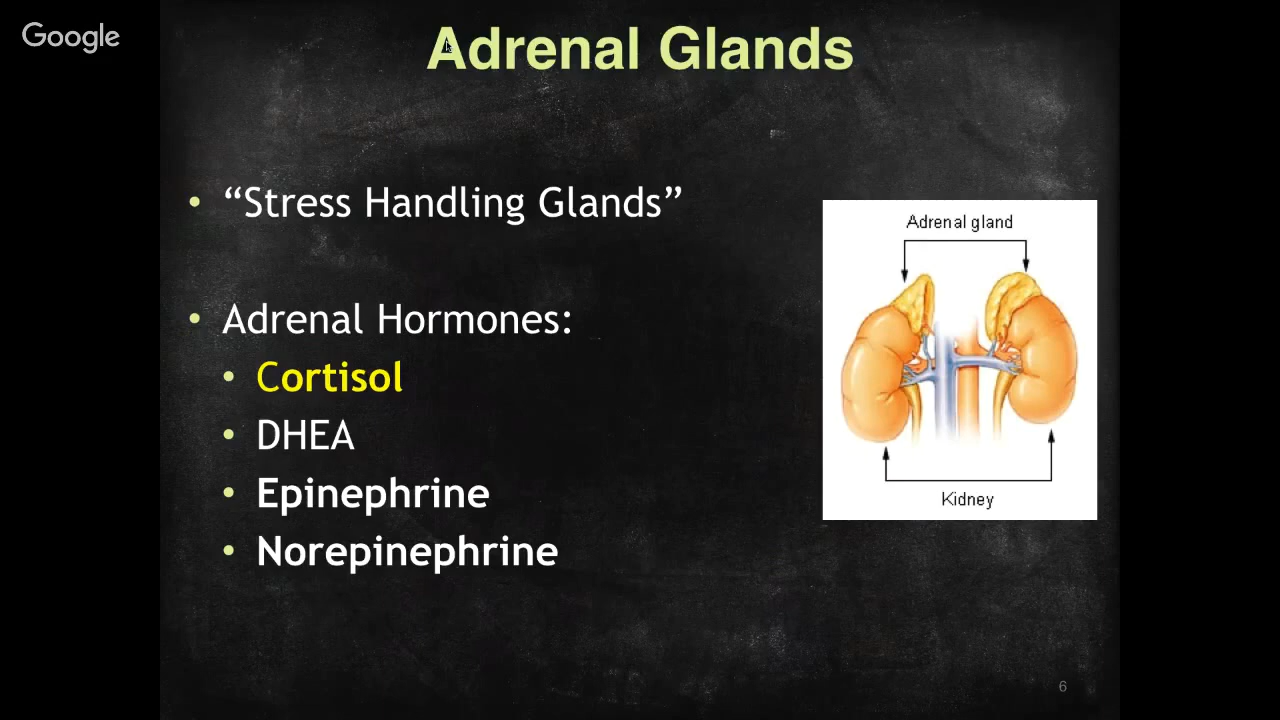 Google
Adrenal Glands
• “Stress Handling Glands”
• Adrenal Hormones:
• Cortisol
• DHEA
• Epinephrine
• Norepinephrine
Adrenal gland
Kidney
6